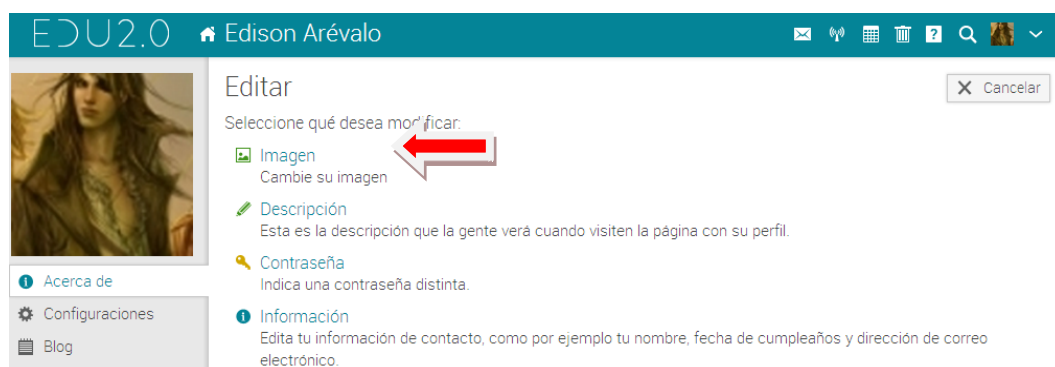 EDU2.0 Edison Arévalo
Editar
Cancelar
Seleccione qué desea modificar:
Imagen
Cambie su imagen
Descripción
Esta es la descripción que la gente verá cuando visiten la página con su perfil.
Contraseña
Indica una contraseña distinta.
Información
Edita tu información de contacto, como por ejemplo tu nombre, fecha de cumpleaños y dirección de correo
electrónico.
Acerca de
Configuraciones
Blog